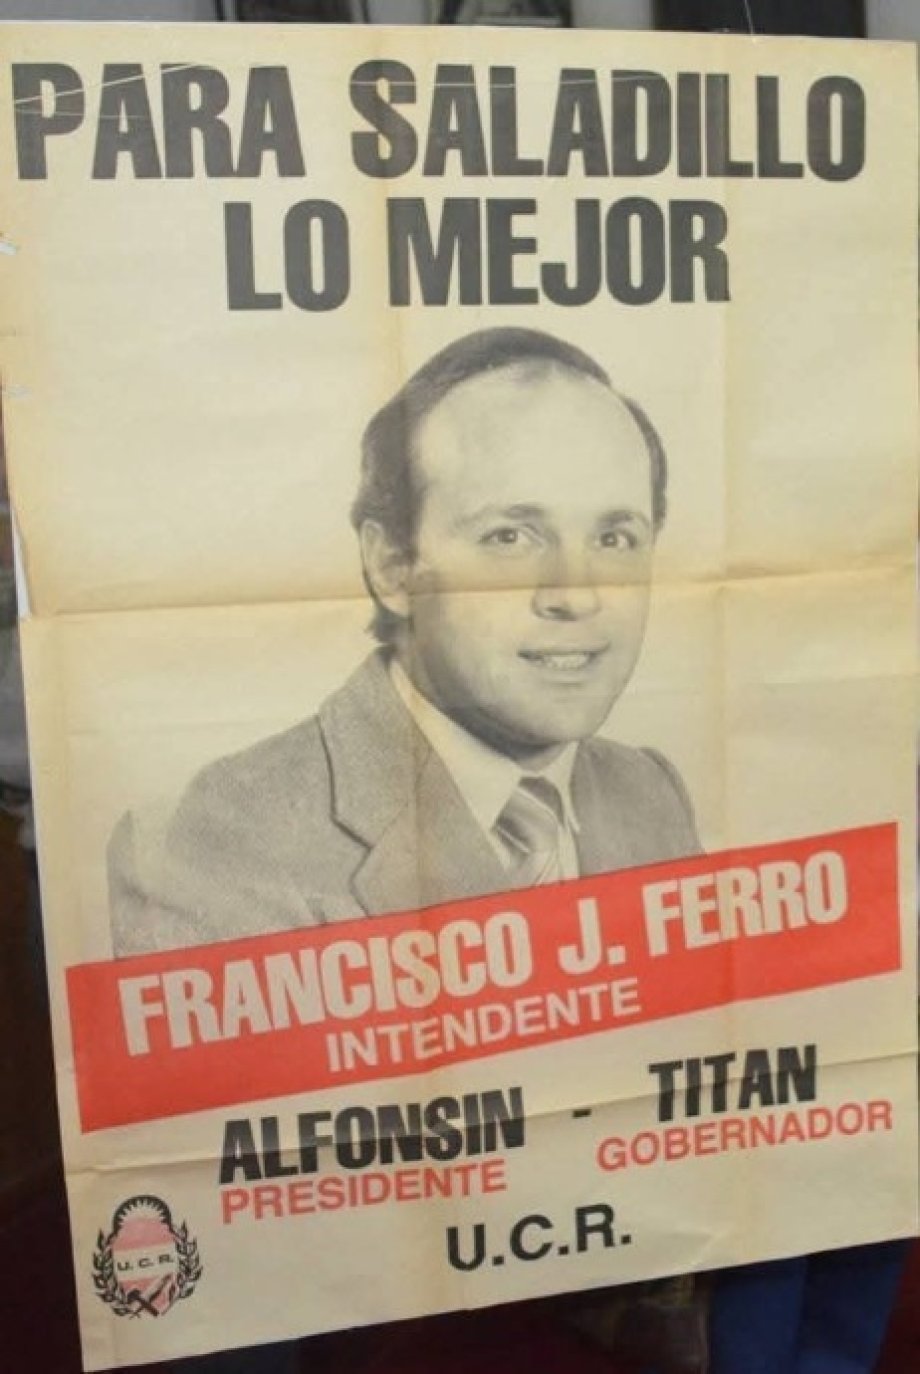 PARA SALADILLO
LO MEJOR
FRANCISCO J. FERRO
INTENDENTE
ALFONSIN - TITAN
PRESIDENTE GOBERNADOR
U.C.R.
U.C.R.